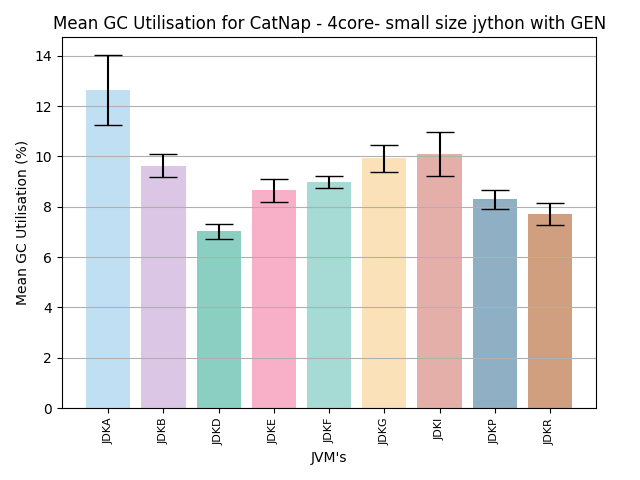 Mean GC Utilisation for CatNap - 4core- small size jython with GEN
Mean GC Utilisation (%)
14
12
10
8
6
4
2
0
JDKA
JDKB
JDKD
JDKE
JDKF
JDKG
JDKI
JDKP
JDKR
JVM's